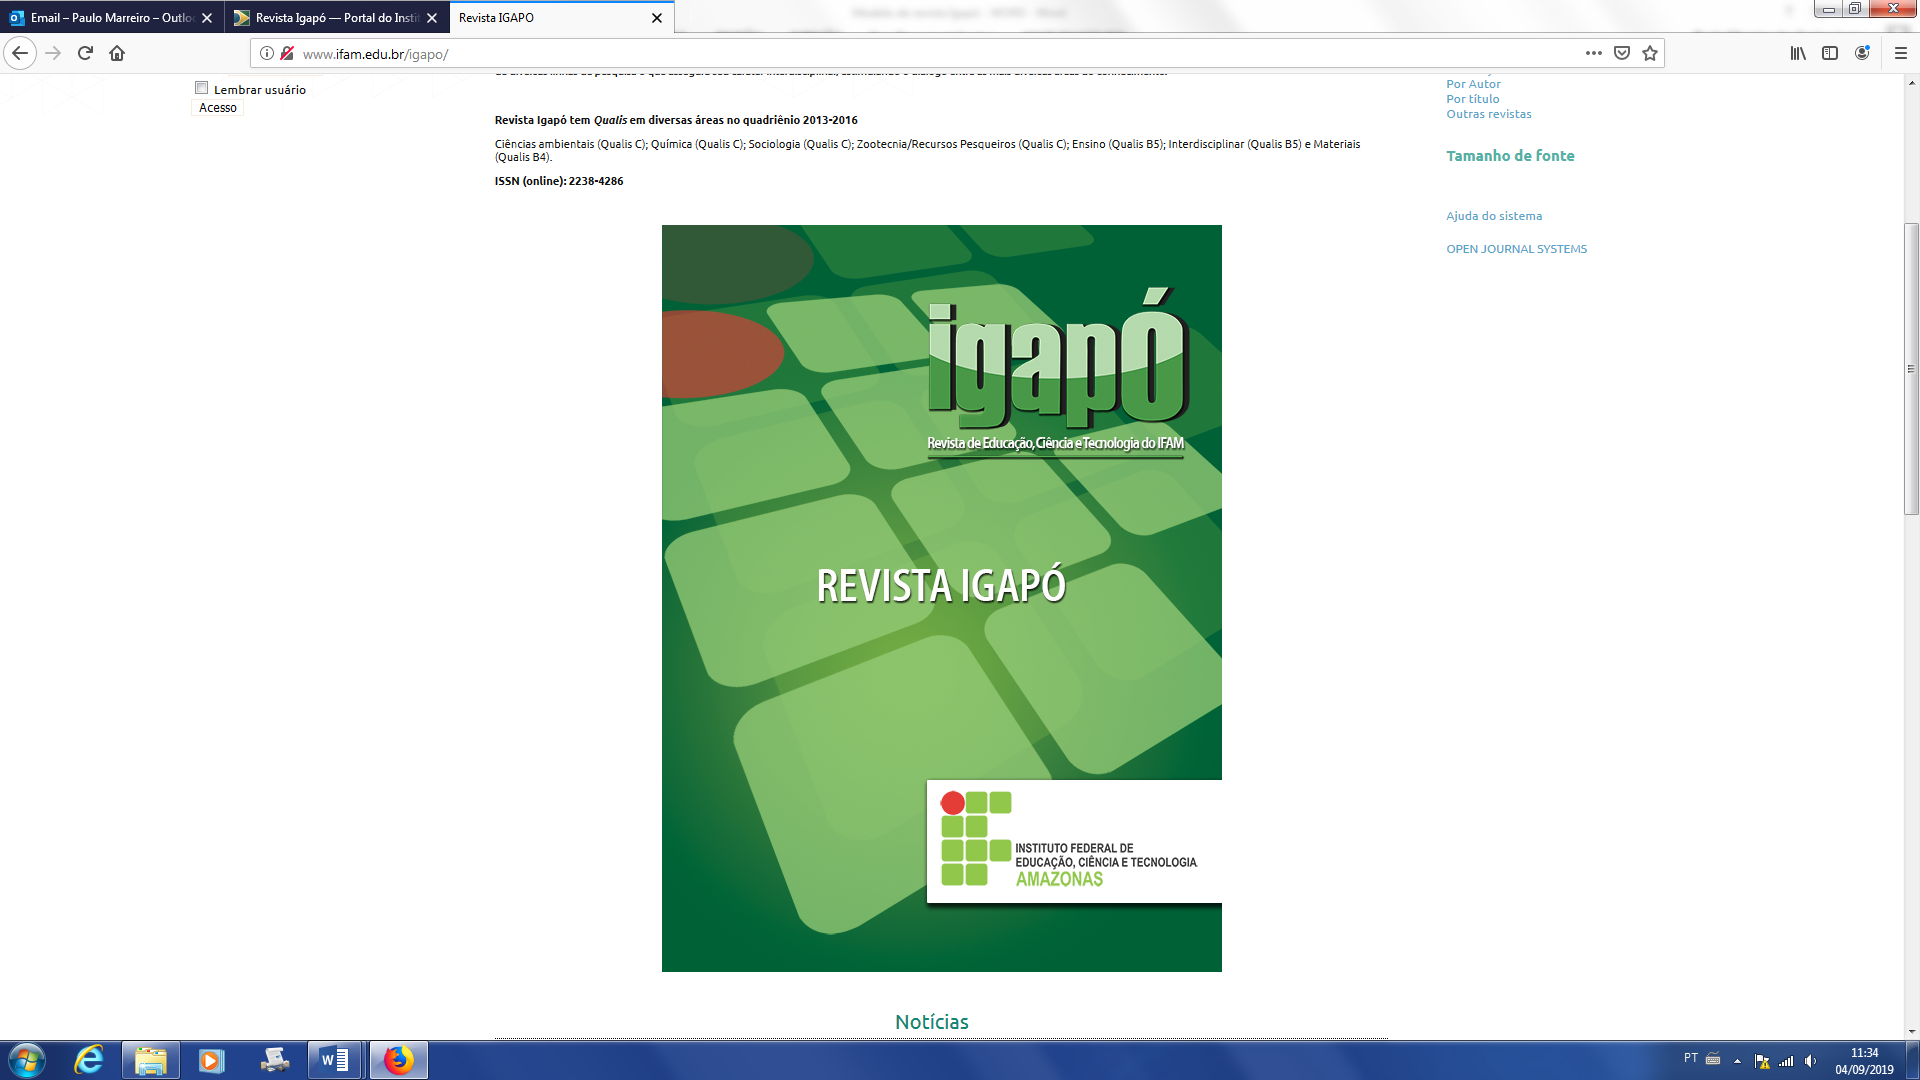 Email – Paulo Marreiro – Outlo
Revista Igapó — Portal do Instit
Revista IGAPO
www.ifam.edu.br/igapo/
Lembrar usuário
Acesso
Revista Igapó tem Qualis em diversas áreas no quadriênio 2013-2016
Ciências ambientais (Qualis C); Química (Qualis C); Sociologia (Qualis C); Zootecnia/Recursos Pesqueiros (Qualis C); Ensino (Qualis B5); Interdisciplinar (Qualis B5) e Materiais
(Qualis B4).
ISSN (online): 2238-4286
igapÓ
Revista de Educação, Ciência e Tecnologia do IFAM
REVISTA IGAPÓ
INSTITUTO FEDERAL DE
EDUCAÇÃO, CIÊNCIA E TECNOLOGIA
AMAZONAS
Notícias
Por Autor
Por título
Outras revistas
Tamanho de fonte
Ajuda do sistema
OPEN JOURNAL SYSTEMS
PT
11:34
04/09/2019